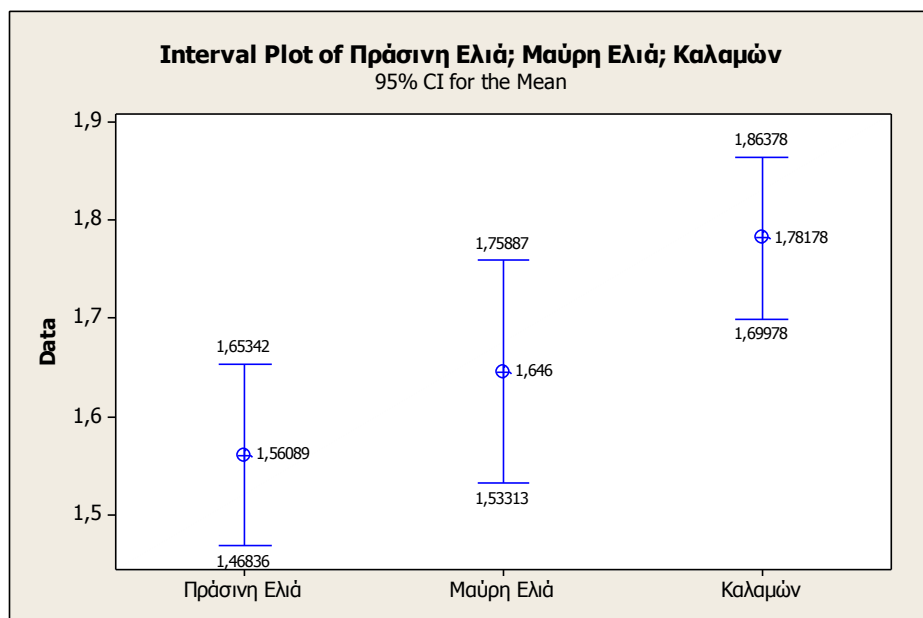 Interval Plot of Πράσινη Ελιά; Μαύρη Ελιά; Καλαμών
95% CI for the Mean
Data
1,9
1,8
1,7
1,6
1,5
1,65342
1,56089
1,46836
1,75887
1,646
1,53313
1,86378
1,78178
1,69978
Πράσινη Ελιά
Μαύρη Ελιά
Καλαμών